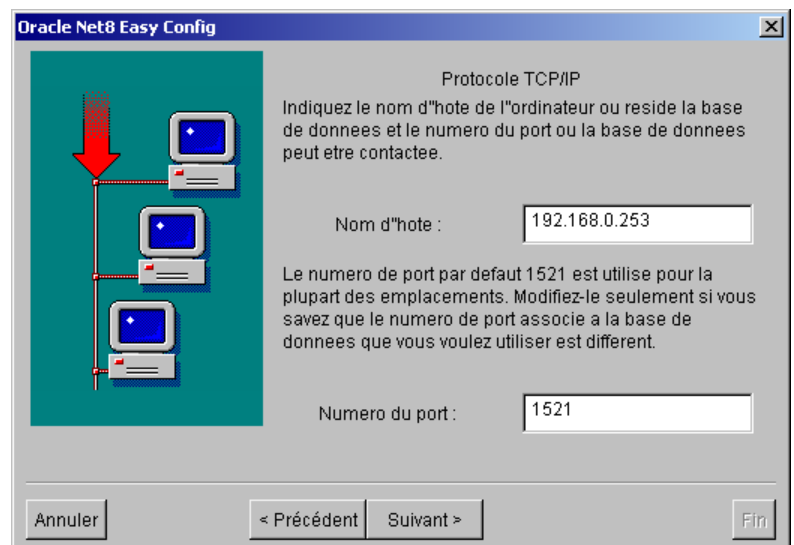 Oracle Net8 Easy Config
Protocole TCP/IP
Indiquez le nom d"hote de l"ordinateur ou reside la base
de donnees et le numero du port ou la base de donnees
peut etre contactee.
Nom d"hote : 192.168.0.253
Le numero de port par defaut 1521 est utilise pour la
plupart des emplacements. Modifiez-le seulement si vous
savez que le numero de port associe a la base de
donnees que vous voulez utiliser est different.
Numero du port : 1521
Annuler < Précédent Suivant > Fin